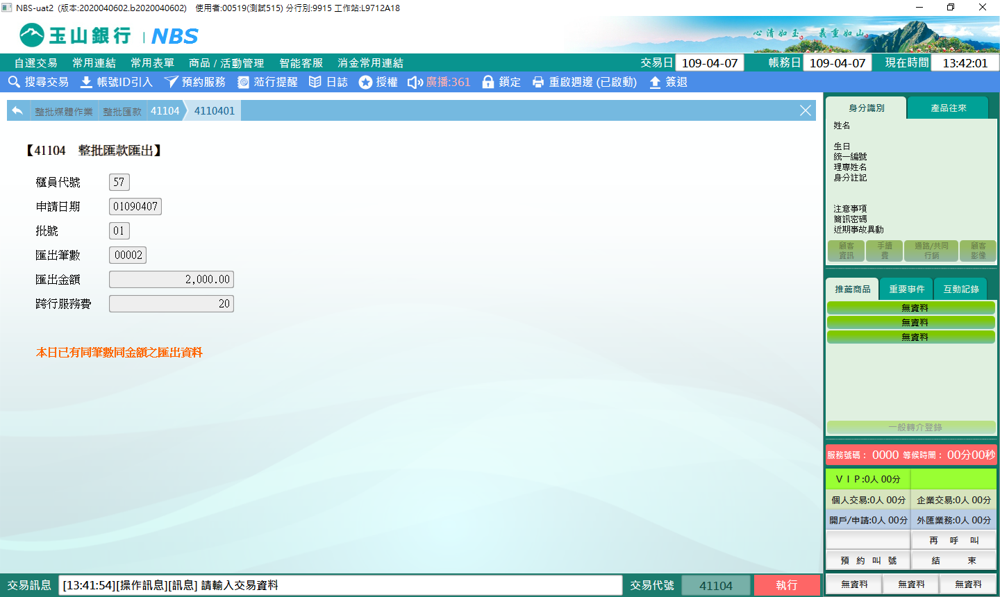 NBS-uat2 (版本:2020040602.b2020040602) 使用者:00519(測試515) 分行別:9915 工作站:L9712A18
玉山銀行 | NBS
心清如玉 義重如山
自選交易 常用連結 常用表單 商品 / 活動管理 智能客服 消金常用連結
交易日 109-04-07 帳務日 109-04-07 現在時間 13:42:01
搜尋交易 帳號ID引入 預約服務 蒞行提醒 日誌 授權 廣播:361 鎖定 重啟週邊 (已啟動) 簽退
整批媒體作業 整批匯款 41104 4110401
【41104 整批匯款匯出】
櫃員代號 57
申請日期 01090407
批號 01
匯出筆數 00002
匯出金額 2,000.00
跨行服務費 20
本日已有同筆數同金額之匯出資料
身分識別 產品往來
姓名
生日
統一編號
理專姓名
身分註記
注意事項
簡訊密碼
近期事故異動
顧客資訊 手續費 通路/共同行銷 顧客影像
推薦商品 重要事件 互動記錄
無資料
無資料
無資料
一般轉介登錄
服務號碼: 0000 等候時間: 00分00秒
VIP:0人 00分
個人交易:0人 00分 企業交易:0人 00分
開戶/申請:0人 00分 外匯業務:0人 00分
再 呼 叫
預 約 叫 號 結 束
無資料 無資料 無資料
交易訊息 [13:41:54][操作訊息][訊息] 請輸入交易資料 交易代號 41104 執行